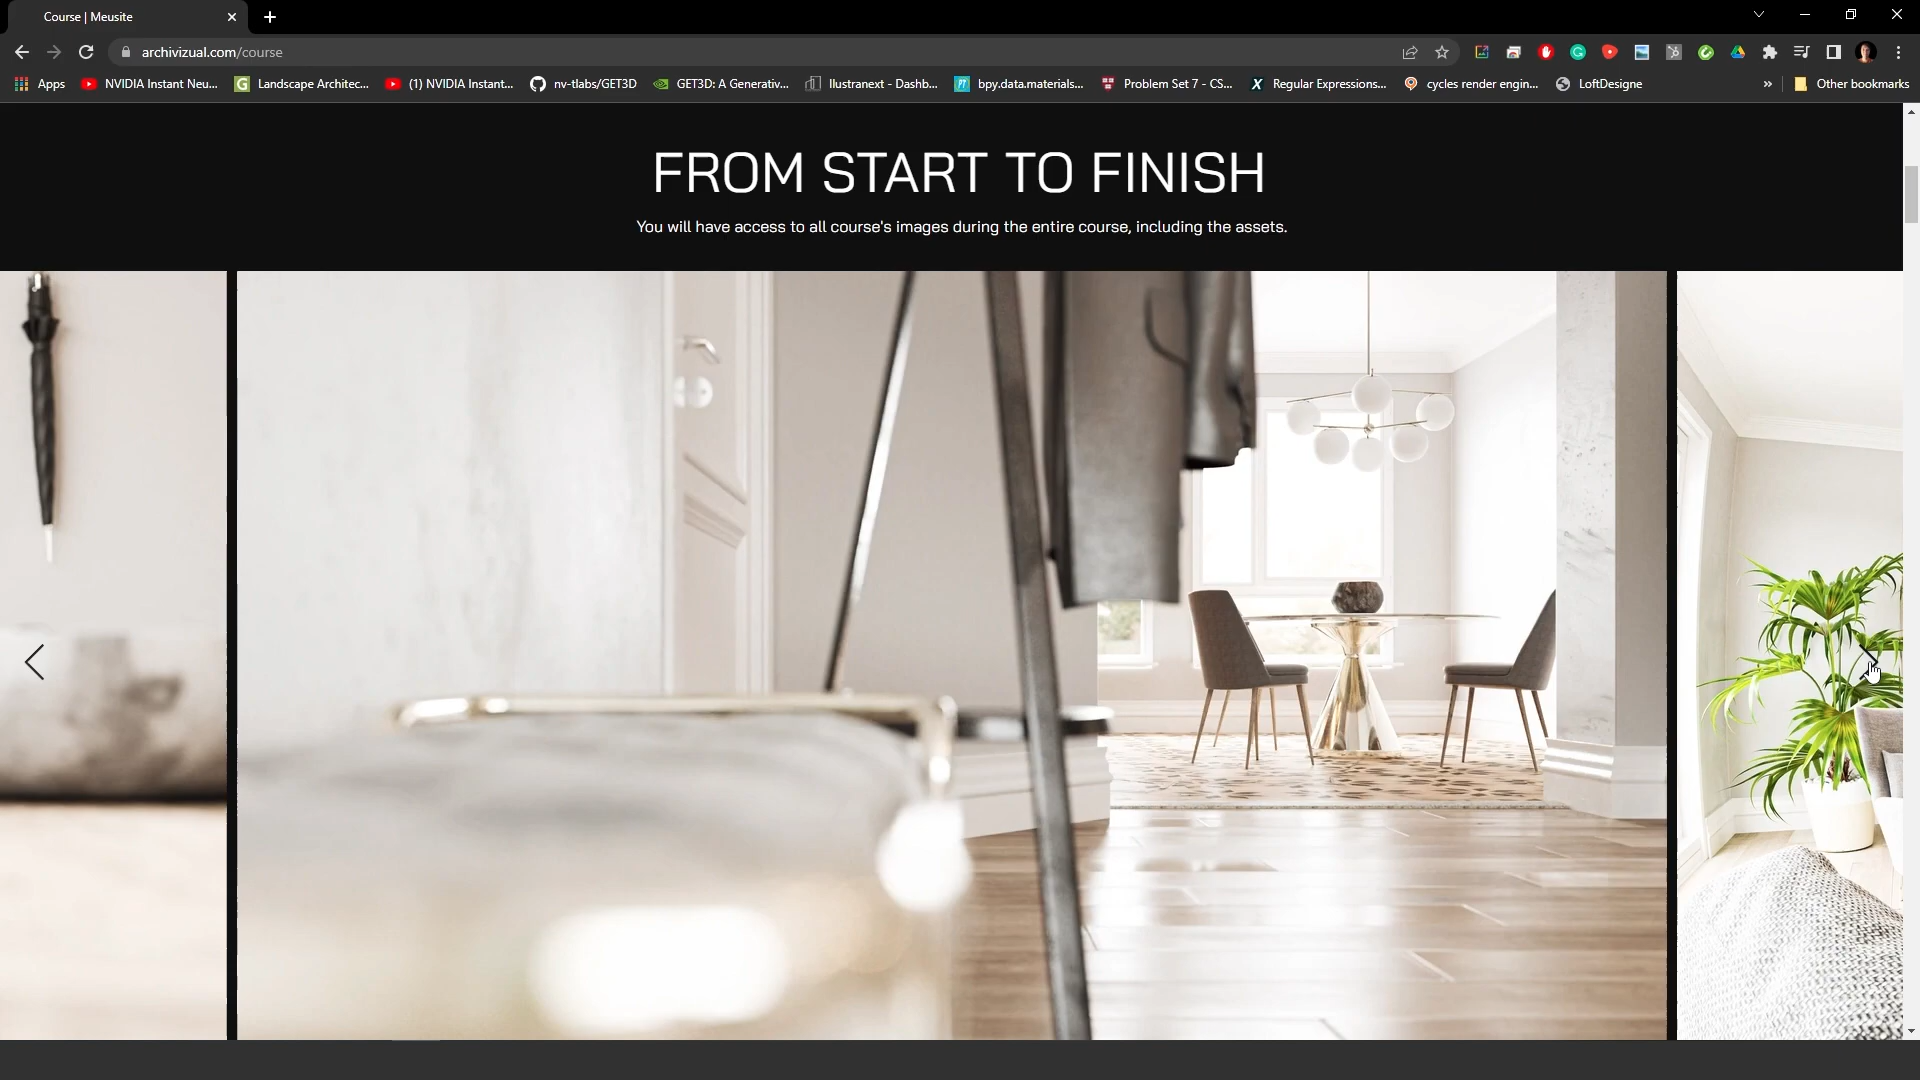 Course | Meusite
archivizual.com/course
Apps
NVIDIA Instant Neu...
Landscape Architec...
(1) NVIDIA Instant...
nv-tlabs/GET3D
GET3D: A Generativ...
Ilustranext - Dashb...
bpy.data.materials...
Problem Set 7 - CS...
Regular Expressions...
cycles render engin...
LoftDesigne
»
Other bookmarks
FROM START TO FINISH
You will have access to all course's images during the entire course, including the assets.